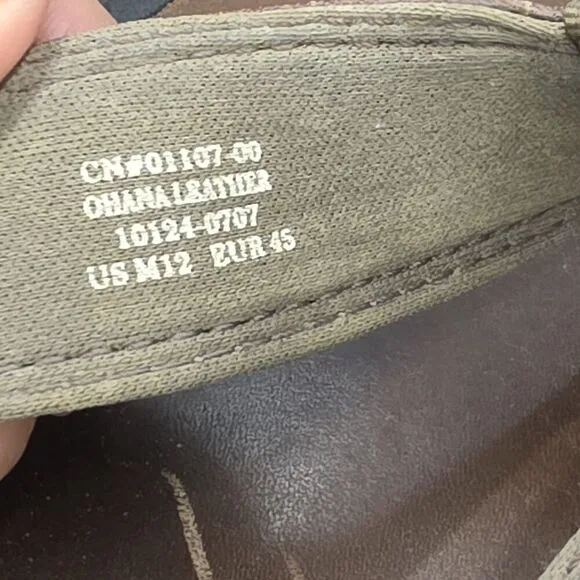 CN#01107-00
OHANA LEATHER
10124-0707
US M12 EUR 45